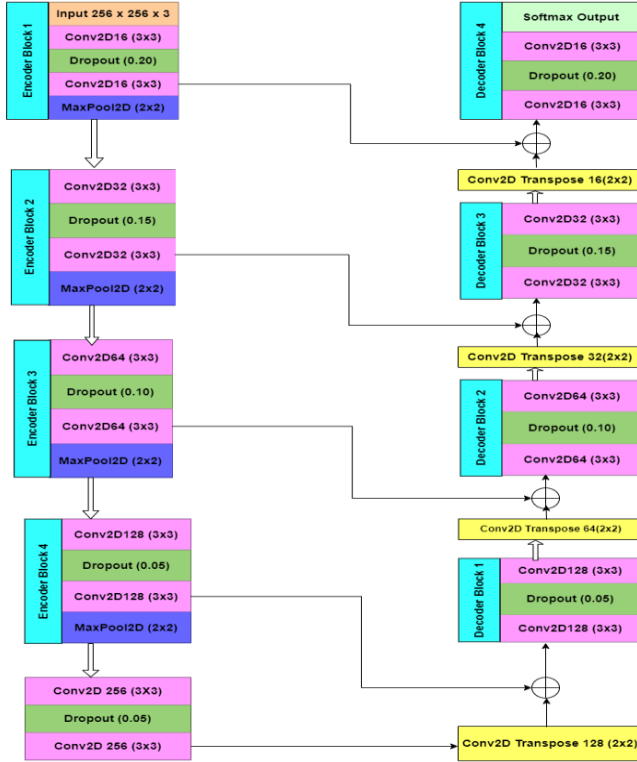 Encoder Block 1
Input 256 x 256 x 3
Conv2D16 (3x3)
Dropout (0.20)
Conv2D16 (3x3)
MaxPool2D (2x2)
Encoder Block 2
Conv2D32 (3x3)
Dropout (0.15)
Conv2D32 (3x3)
MaxPool2D (2x2)
Encoder Block 3
Conv2D64 (3x3)
Dropout (0.10)
Conv2D64 (3x3)
MaxPool2D (2x2)
Encoder Block 4
Conv2D128 (3x3)
Dropout (0.05)
Conv2D128 (3x3)
MaxPool2D (2x2)
Conv2D 256 (3X3)
Dropout (0.05)
Conv2D 256 (3x3)
Decoder Block 4
Softmax Output
Conv2D16 (3x3)
Dropout (0.20)
Conv2D16 (3x3)
Conv2D Transpose 16(2x2)
Decoder Block 3
Conv2D32 (3x3)
Dropout (0.15)
Conv2D32 (3x3)
Conv2D Transpose 32(2x2)
Decoder Block 2
Conv2D64 (3x3)
Dropout (0.10)
Conv2D64 (3x3)
Conv2D Transpose 64(2x2)
Decoder Block 1
Conv2D128 (3x3)
Dropout (0.05)
Conv2D128 (3x3)
Conv2D Transpose 128 (2x2)